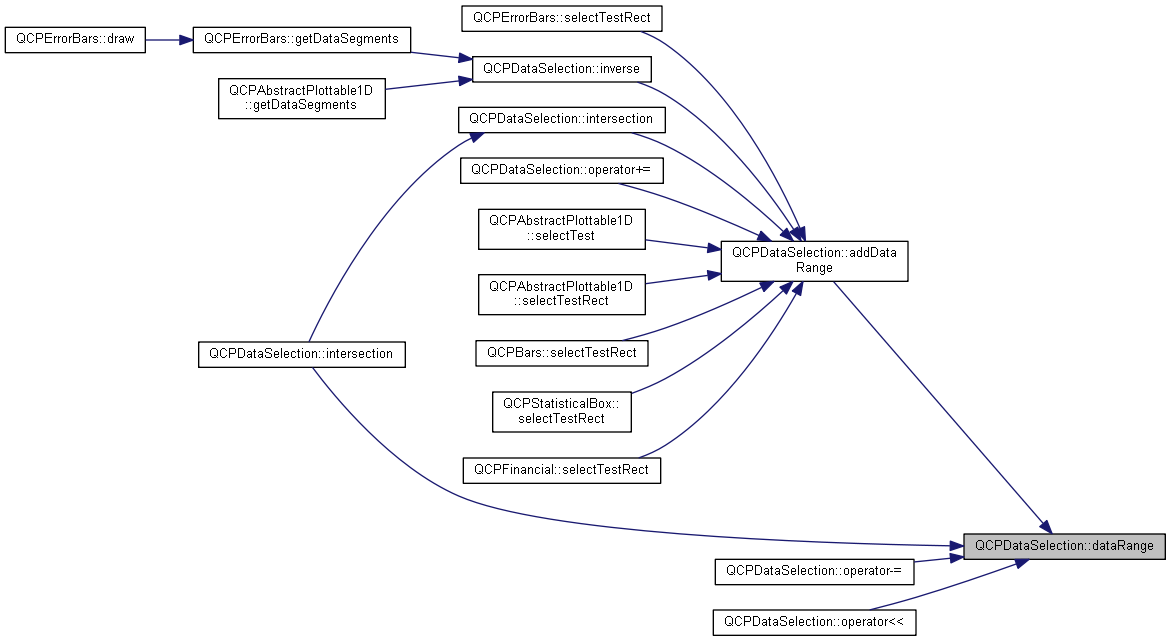 QCPErrorBars::selectTestRect
QCPErrorBars::draw
QCPErrorBars::getDataSegments
QCPDataSelection::inverse
QCPAbstractPlottable1D
::getDataSegments
QCPDataSelection::intersection
QCPDataSelection::operator+=
QCPAbstractPlottable1D
::selectTest
QCPDataSelection::addData
Range
QCPAbstractPlottable1D
::selectTestRect
QCPBars::selectTestRect
QCPDataSelection::intersection
QCPStatisticalBox::
selectTestRect
QCPFinancial::selectTestRect
QCPDataSelection::dataRange
QCPDataSelection::operator-=
QCPDataSelection::operator<<